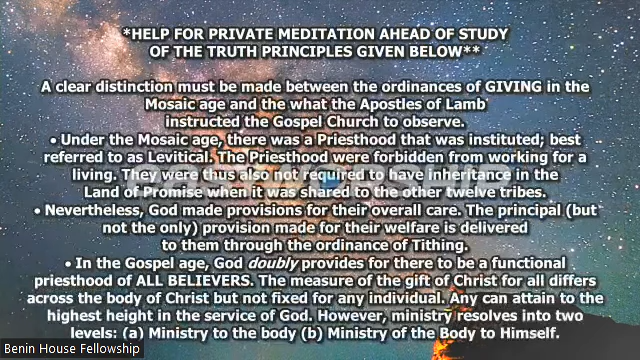 *HELP FOR PRIVATE MEDITATION AHEAD OF STUDY
OF THE TRUTH PRINCIPLES GIVEN BELOW**
A clear distinction must be made between the ordinances of GIVING in the
Mosaic age and the what the Apostles of Lamb
instructed the Gospel Church to observe.
• Under the Mosaic age, there was a Priesthood that was instituted; best
referred to as Levitical. The Priesthood were forbidden from working for a
living. They were thus also not required to have inheritance in the
Land of Promise when it was shared to the other twelve tribes.
• Nevertheless, God made provisions for their overall care. The principal (but
not the only) provision made for their welfare is delivered
to them through the ordinance of Tithing.
• In the Gospel age, God doubly provides for there to be a functional
priesthood of ALL BELIEVERS. The measure of the gift of Christ for all differs
across the body of Christ but not fixed for any individual. Any can attain to the
highest height in the service of God. However, ministry resolves into two
levels: (a) Ministry to the body (b) Ministry of the Body to Himself.
Benin House Fellowship